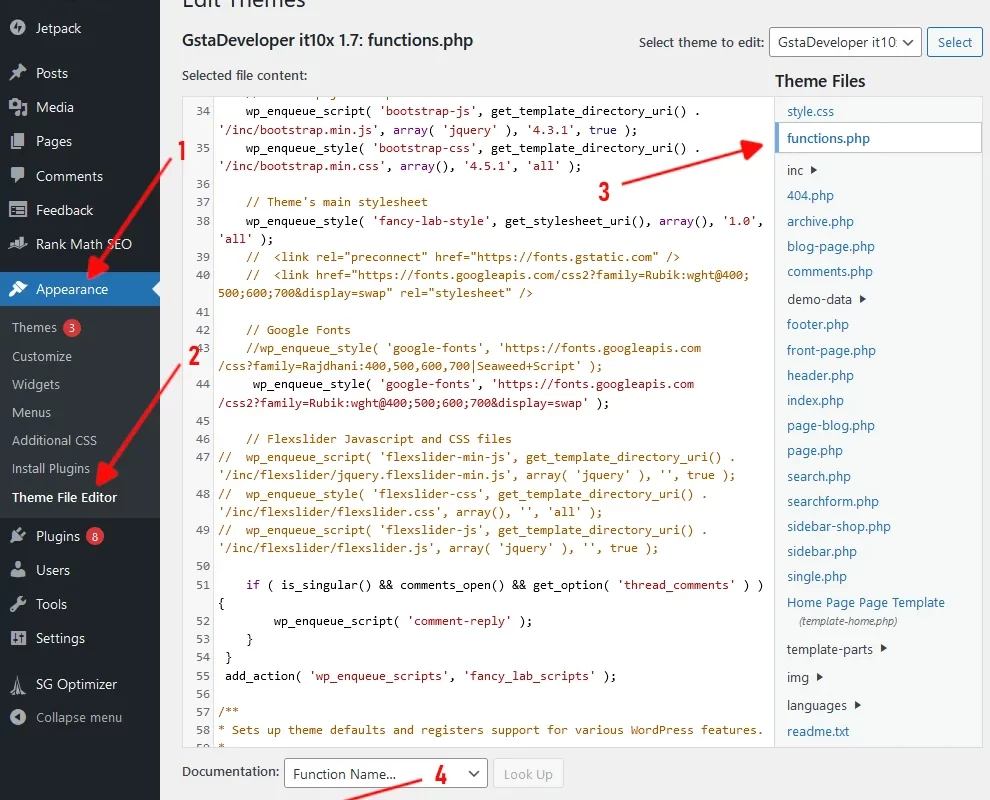 Edit Themes
Jetpack
Posts
Media
Pages
Comments
Feedback
Rank Math SEO
Appearance
Themes 3
Customize
Widgets
Menus
Additional CSS
Install Plugins
Theme File Editor
Plugins 8
Users
Tools
Settings
SG Optimizer
Collapse menu
1
2
GstaDeveloper it10x 1.7: functions.php
Select theme to edit: GstaDeveloper it10 Select
Selected file content:
34 wp_enqueue_script( 'bootstrap-js', get_template_directory_uri() .
'/inc/bootstrap.min.js', array( 'jquery' ), '4.3.1', true );
35 wp_enqueue_style( 'bootstrap-css', get_template_directory_uri() .
'/inc/bootstrap.min.css', array(), '4.5.1', 'all' );
36
37 // Theme's main stylesheet
38 wp_enqueue_style( 'fancy-lab-style', get_stylesheet_uri(), array(), '1.0',
'all' );
39 // <link rel="preconnect" href="https://fonts.gstatic.com" />
40 // <link href="https://fonts.googleapis.com/css2?family=Rubik:wght@400;
500;600;700&display=swap" rel="stylesheet" />
41
42 // Google Fonts
43 //wp_enqueue_style( 'google-fonts', 'https://fonts.googleapis.com
/css?family=Rajdhani:400,500,600,700|Seaweed+Script' );
44 wp_enqueue_style( 'google-fonts', 'https://fonts.googleapis.com
/css2?family=Rubik:wght@400;500;600;700&display=swap' );
45
46 // Flexslider Javascript and CSS files
47 // wp_enqueue_script( 'flexslider-min-js', get_template_directory_uri() .
'/inc/flexslider/jquery.flexslider-min.js', array( 'jquery' ), '', true );
48 // wp_enqueue_style( 'flexslider-css', get_template_directory_uri() .
'/inc/flexslider/flexslider.css', array(), '', 'all' );
49 // wp_enqueue_script( 'flexslider-js', get_template_directory_uri() .
'/inc/flexslider/flexslider.js', array( 'jquery' ), '', true );
50
51 if ( is_singular() && comments_open() && get_option( 'thread_comments' ) )
{
52 wp_enqueue_script( 'comment-reply' );
53 }
54 }
55 add_action( 'wp_enqueue_scripts', 'fancy_lab_scripts' );
56
57 /**
58 * Sets up theme defaults and registers support for various WordPress features.
59 *
3
Theme Files
style.css
functions.php
inc
404.php
archive.php
blog-page.php
comments.php
demo-data
footer.php
front-page.php
header.php
index.php
page-blog.php
page.php
search.php
searchform.php
sidebar-shop.php
sidebar.php
single.php
Home Page Page Template
(template-home.php)
template-parts
img
languages
readme.txt
Documentation: Function Name... 4 Look Up